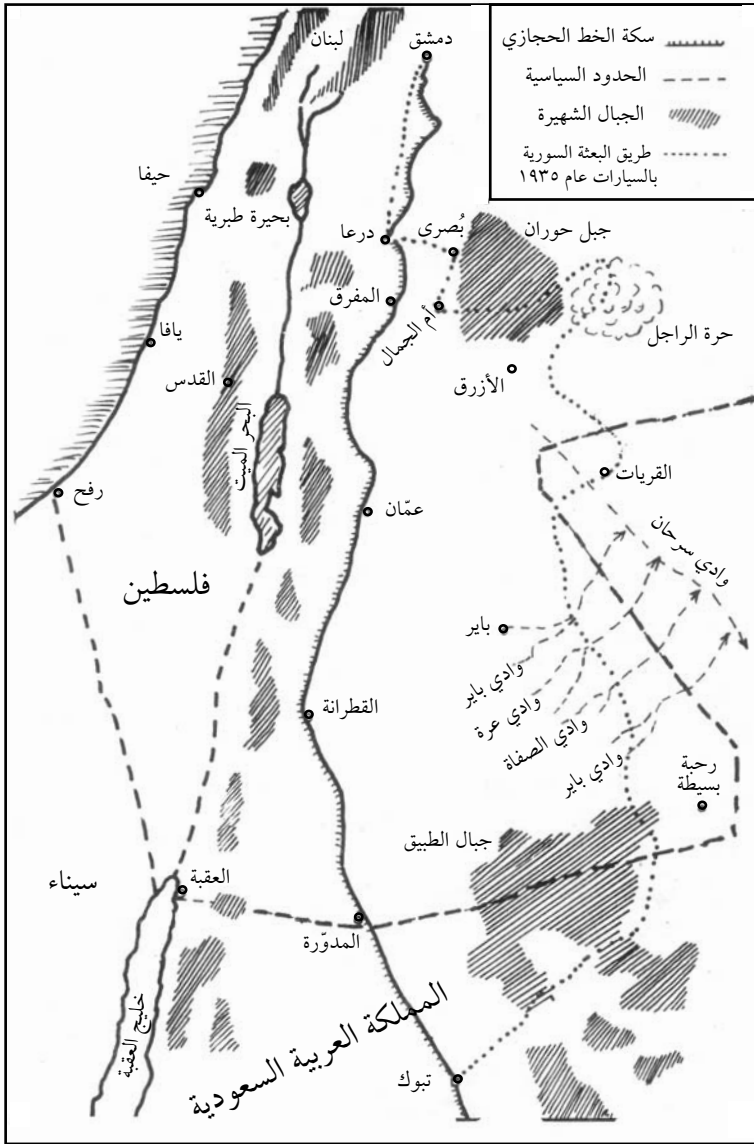 سكة الخط الحجازي
الحدود السياسية
الجبال الشهيرة
طريق البعثة السورية
بالسيارات عام ١٩٣٥
لبنان
دمشق
حيفا
بحيرة طبرية
درعا
بُصرى
جبل حوران
المفرق
أم الجمال
حرة الراجل
يافا
القدس
الأزرق
البحر الميت
رفح
عمّان
القريات
وادي سرحان
فلسطين
باير
وادي باير
وادي عرة
وادي الصفاة
وادي باير
القطرانة
رحبة
بسيطة
جبال الطبيق
سيناء
العقبة
المدوّرة
خليج العقبة
المملكة العربية السعودية
تبوك